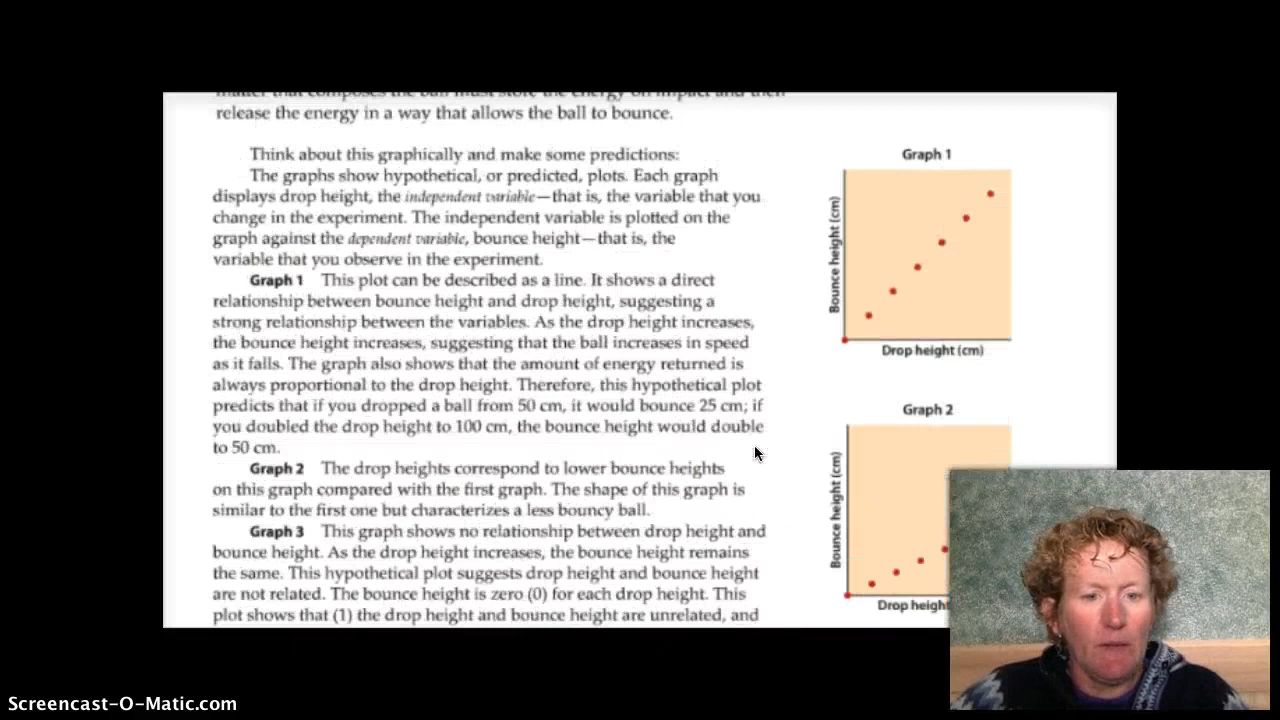 matter that composes the ball must store the energy on impact and then
release the energy in a way that allows the ball to bounce.
Think about this graphically and make some predictions:
The graphs show hypothetical, or predicted, plots. Each graph
displays drop height, the independent variable—that is, the variable that you
change in the experiment. The independent variable is plotted on the
graph against the dependent variable, bounce height—that is, the
variable that you observe in the experiment.
Graph 1 This plot can be described as a line. It shows a direct
relationship between bounce height and drop height, suggesting a
strong relationship between the variables. As the drop height increases,
the bounce height increases, suggesting that the ball increases in speed
as it falls. The graph also shows that the amount of energy returned is
always proportional to the drop height. Therefore, this hypothetical plot
predicts that if you dropped a ball from 50 cm, it would bounce 25 cm; if
you doubled the drop height to 100 cm, the bounce height would double
to 50 cm.
Graph 2 The drop heights correspond to lower bounce heights
on this graph compared with the first graph. The shape of this graph is
similar to the first one but characterizes a less bouncy ball.
Graph 3 This graph shows no relationship between drop height and
bounce height. As the drop height increases, the bounce height remains
the same. This hypothetical plot suggests drop height and bounce height
are not related. The bounce height is zero (0) for each drop height. This
plot shows that (1) the drop height and bounce height are unrelated, and
Graph 1
Bounce height (cm)
Drop height (cm)
Graph 2
Bounce height (cm)
Drop height
Screencast-O-Matic.com